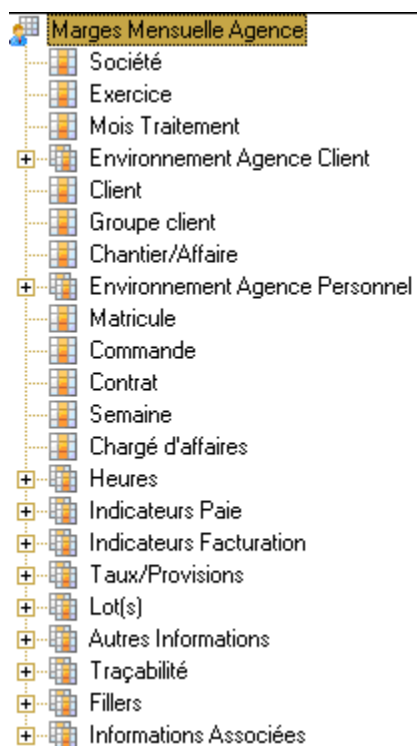 Marges Mensuelle Agence
Société
Exercice
Mois Traitement
Environnement Agence Client
Client
Groupe client
Chantier/Affaire
Environnement Agence Personnel
Matricule
Commande
Contrat
Semaine
Chargé d'affaires
Heures
Indicateurs Paie
Indicateurs Facturation
Taux/Provisions
Lot(s)
Autres Informations
Traçabilité
Fillers
Informations Associées